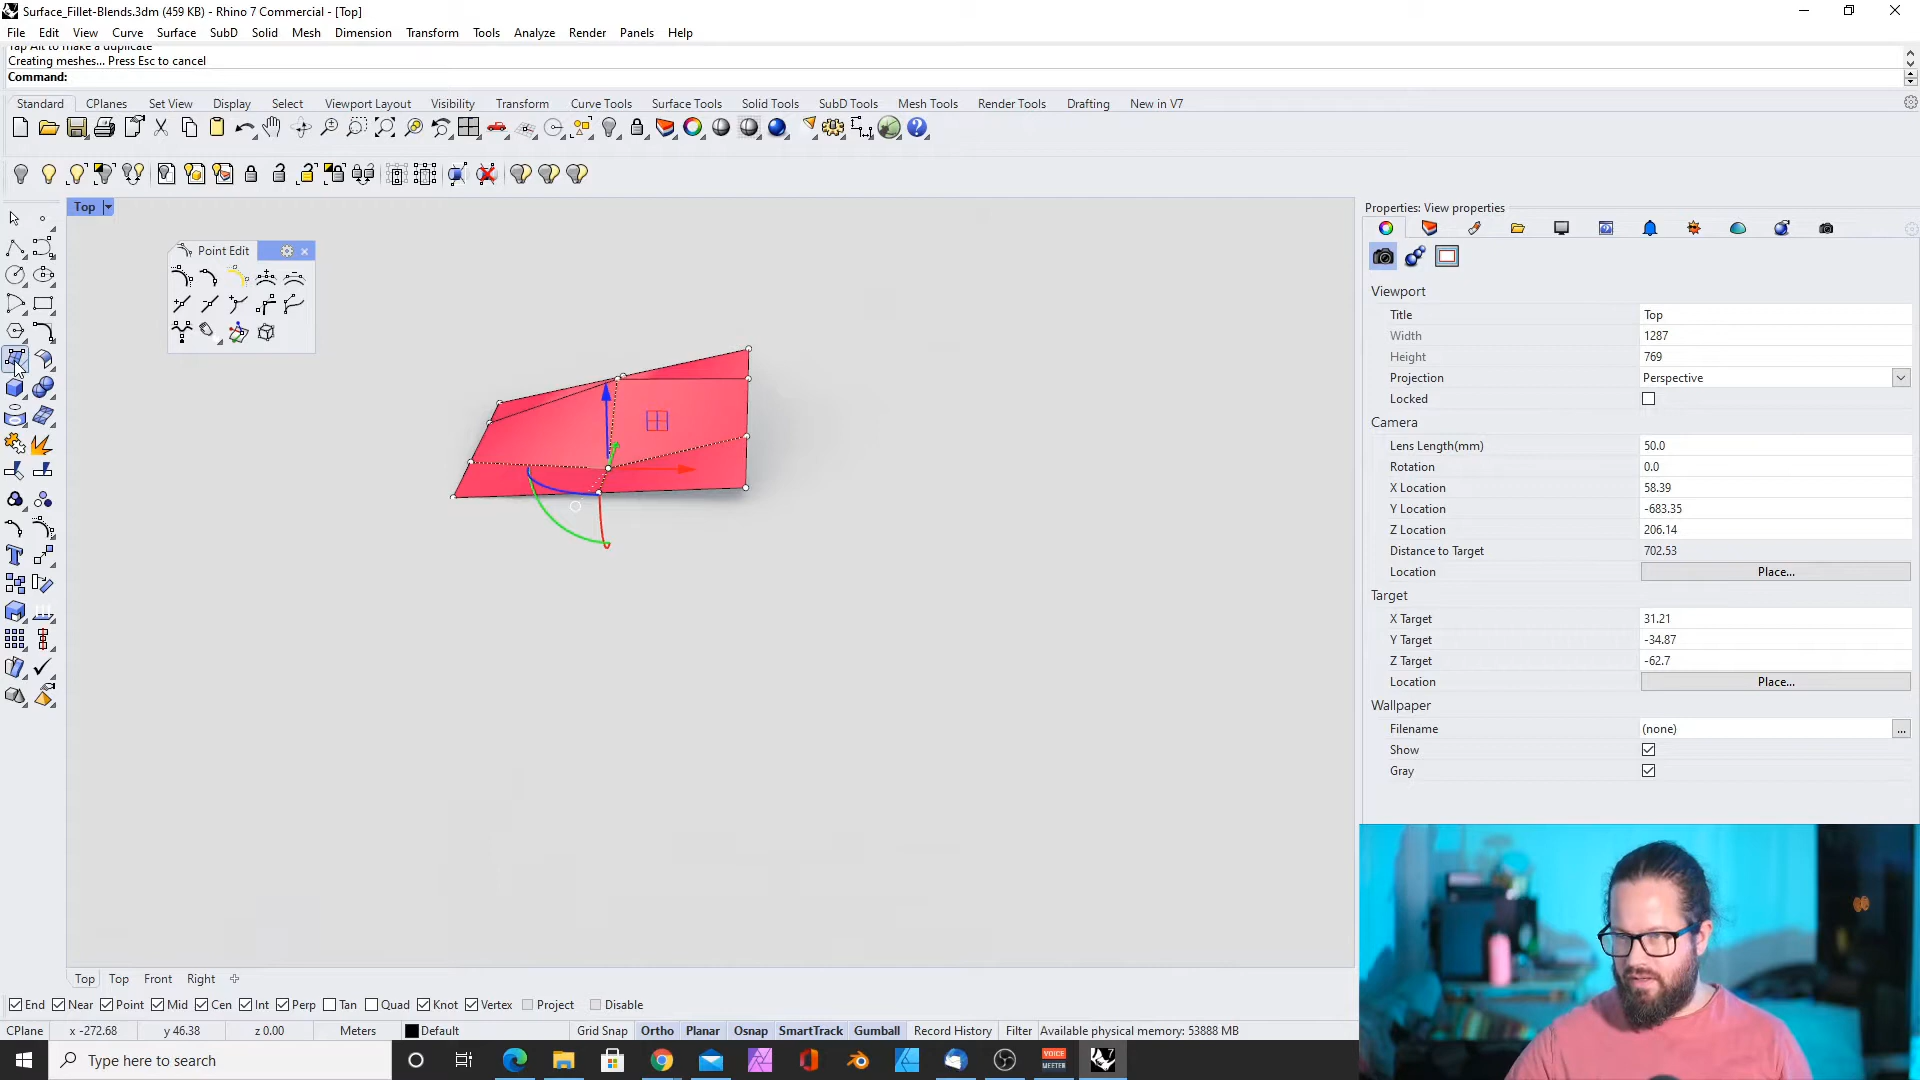 Surface_Fillet-Blends.3dm (459 KB) - Rhino 7 Commercial - [Top]
File Edit View Curve Surface SubD Solid Mesh Dimension Transform Tools Analyze Render Panels Help
Tap Alt to make a duplicate
Creating meshes... Press Esc to cancel
Command:
Standard CPlanes Set View Display Select Viewport Layout Visibility Transform Curve Tools Surface Tools Solid Tools SubD Tools Mesh Tools Render Tools Drafting New in V7
Top
Point Edit
Properties: View properties
Viewport
Title Top
Width 1287
Height 769
Projection Perspective
Locked
Camera
Lens Length(mm) 50.0
Rotation 0.0
X Location 58.39
Y Location -683.35
Z Location 206.14
Distance to Target 702.53
Location Place...
Target
X Target 31.21
Y Target -34.87
Z Target -62.7
Location Place...
Wallpaper
Filename (none) ...
Show
Gray
Top Top Front Right
End Near Point Mid Cen Int Perp Tan Quad Knot Vertex Project Disable
CPlane x -272.68 y 46.38 z 0.00 Meters Default Grid Snap Ortho Planar Osnap SmartTrack Gumball Record History Filter Available physical memory: 53888 MB
Type here to search
VOICE
MEETER